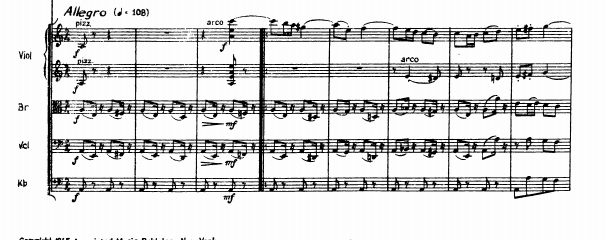 Allegro (♩ = 108)
pizz.
arco
f
f
Viol
pizz.
arco
f
Br
f
mf
Vcl
f
mf
Kb
f
mf